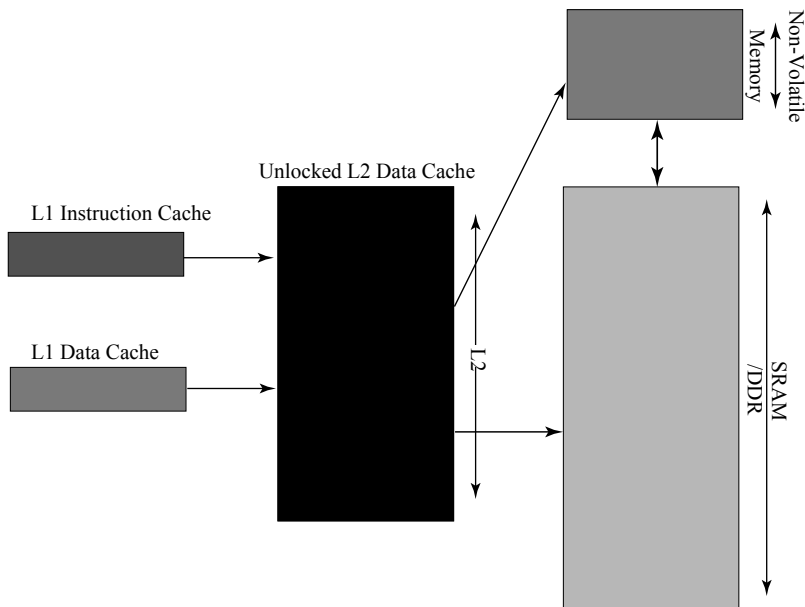 Non-Volatile
Memory
Unlocked L2 Data Cache
L1 Instruction Cache
L1 Data Cache
L2
SRAM
/DDR